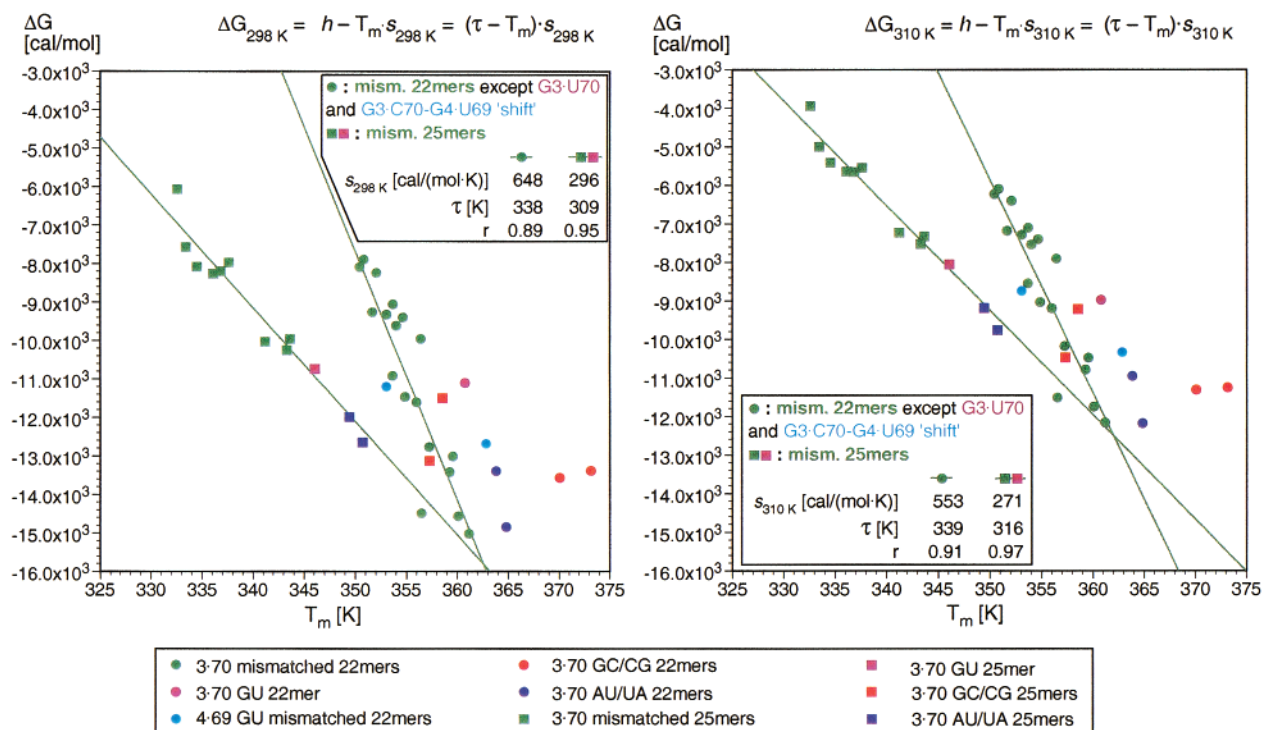 ΔG [cal/mol]
ΔG298 K = h – Tm·s298 K = (τ – Tm)·s298 K
-3.0x10³
-4.0x10³
-5.0x10³
-6.0x10³
-7.0x10³
-8.0x10³
-9.0x10³
-10.0x10³
-11.0x10³
-12.0x10³
-13.0x10³
-14.0x10³
-15.0x10³
-16.0x10³
325 330 335 340 345 350 355 360 365 370 375
Tm [K]
: mism. 22mers except G3·U70
and G3·C70-G4·U69 'shift'
: mism. 25mers
s298 K [cal/(mol·K)] 648 296
τ [K] 338 309
r 0.89 0.95
ΔG [cal/mol]
ΔG310 K = h – Tm·s310 K = (τ – Tm)·s310 K
-3.0x10³
-4.0x10³
-5.0x10³
-6.0x10³
-7.0x10³
-8.0x10³
-9.0x10³
-10.0x10³
-11.0x10³
-12.0x10³
-13.0x10³
-14.0x10³
-15.0x10³
-16.0x10³
325 330 335 340 345 350 355 360 365 370 375
Tm [K]
: mism. 22mers except G3·U70
and G3·C70-G4·U69 'shift'
: mism. 25mers
s310 K [cal/(mol·K)] 553 271
τ [K] 339 316
r 0.91 0.97
3·70 mismatched 22mers
3·70 GU 22mer
4·69 GU mismatched 22mers
3·70 GC/CG 22mers
3·70 AU/UA 22mers
3·70 mismatched 25mers
3·70 GU 25mer
3·70 GC/CG 25mers
3·70 AU/UA 25mers